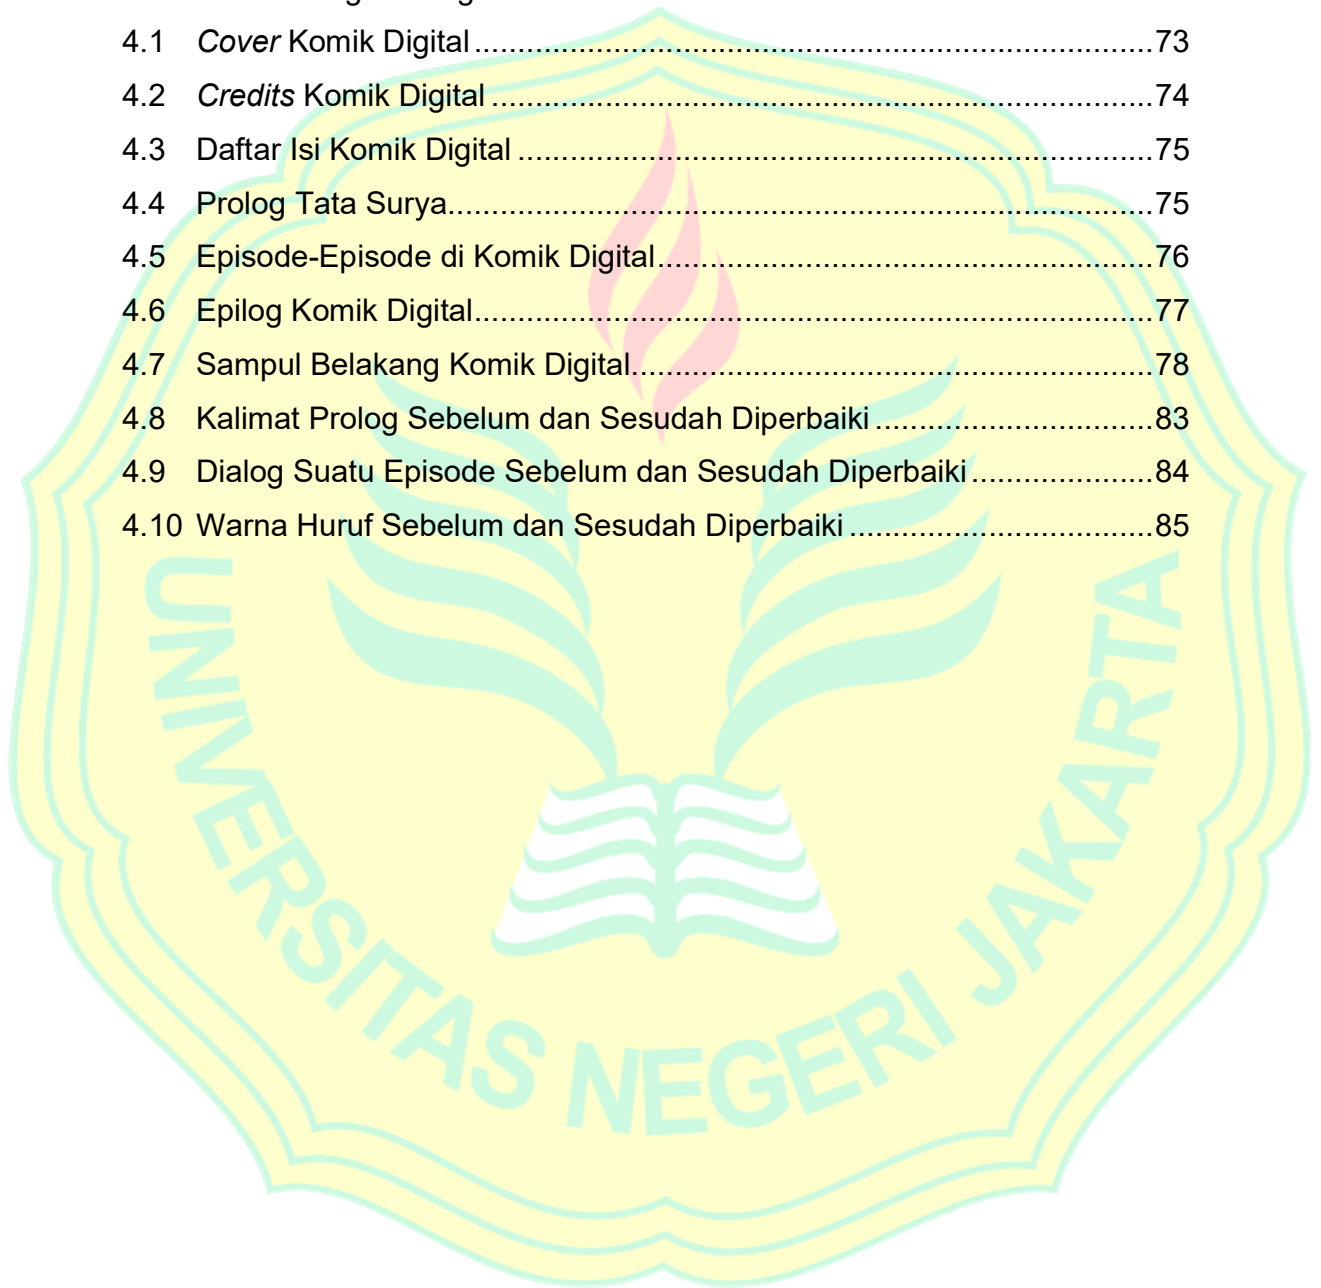 4.1 Cover Komik Digital ........................................................................................73
4.2 Credits Komik Digital ......................................................................................74
4.3 Daftar Isi Komik Digital ...................................................................................75
4.4 Prolog Tata Surya............................................................................................75
4.5 Episode-Episode di Komik Digital.................................................................76
4.6 Epilog Komik Digital.........................................................................................77
4.7 Sampul Belakang Komik Digital....................................................................78
4.8 Kalimat Prolog Sebelum dan Sesudah Diperbaiki ....................................83
4.9 Dialog Suatu Episode Sebelum dan Sesudah Diperbaiki .......................84
4.10 Warna Huruf Sebelum dan Sesudah Diperbaiki .......................................85
UNIVERSITAS NEGERI JAKARTA